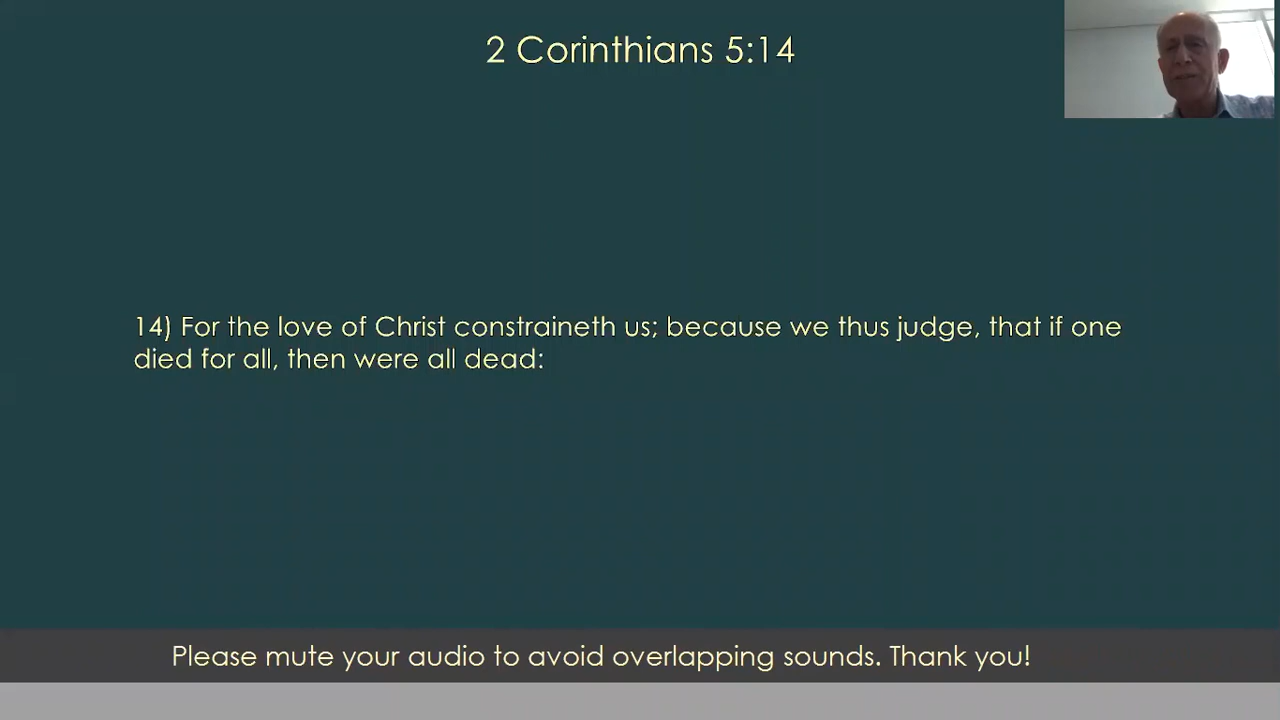 2 Corinthians 5:14
14) For the love of Christ constraineth us; because we thus judge, that if one
died for all, then were all dead:
Please mute your audio to avoid overlapping sounds. Thank you!